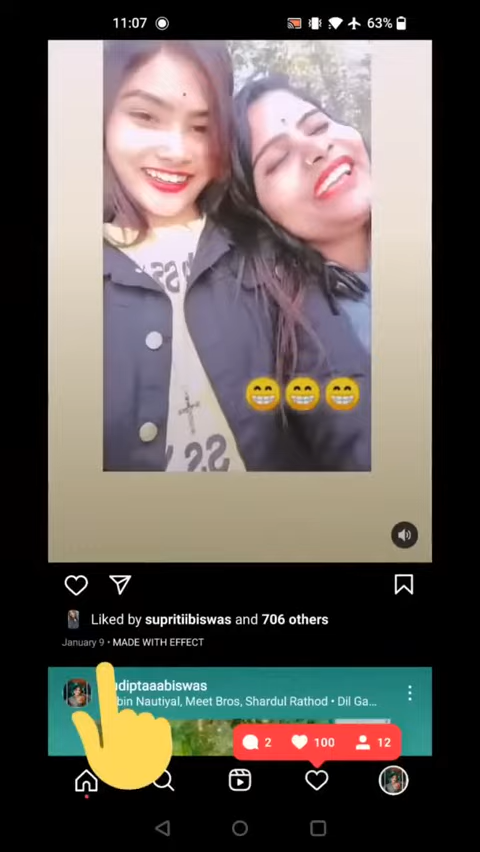 11:07 63%
Liked by supritiibiswas and 706 others
January 9 • MADE WITH EFFECT
udiptaaabiswas
bin Nautiyal, Meet Bros, Shardul Rathod • Dil Ga...
2 100 12